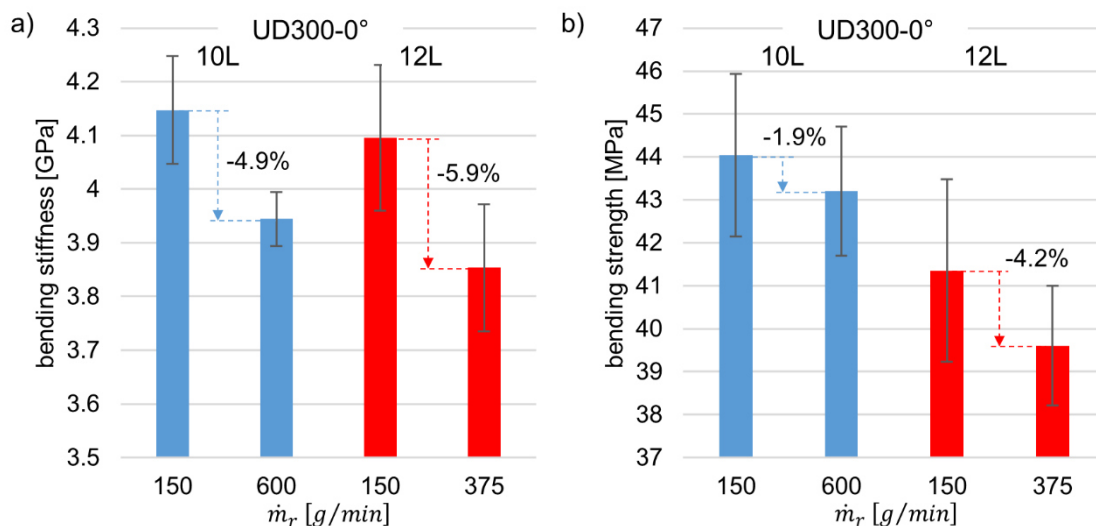 a)
UD300-0°
10L 12L
bending stiffness [GPa]
4.3
4.2
4.1
4
3.9
3.8
3.7
3.6
3.5
-4.9%
-5.9%
150 600 150 375
ṁr [g/min]
b)
UD300-0°
10L 12L
bending strength [MPa]
47
46
45
44
43
42
41
40
39
38
37
-1.9%
-4.2%
150 600 150 375
ṁr [g/min]